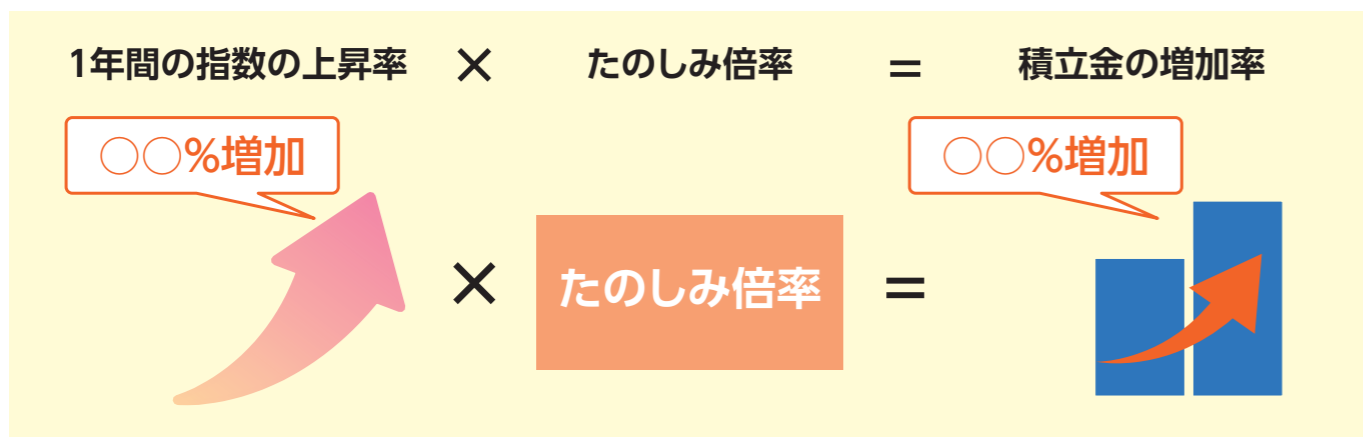 1年間の指数の上昇率 × たのしみ倍率 = 積立金の増加率
○○%増加
○○%増加
× たのしみ倍率 =